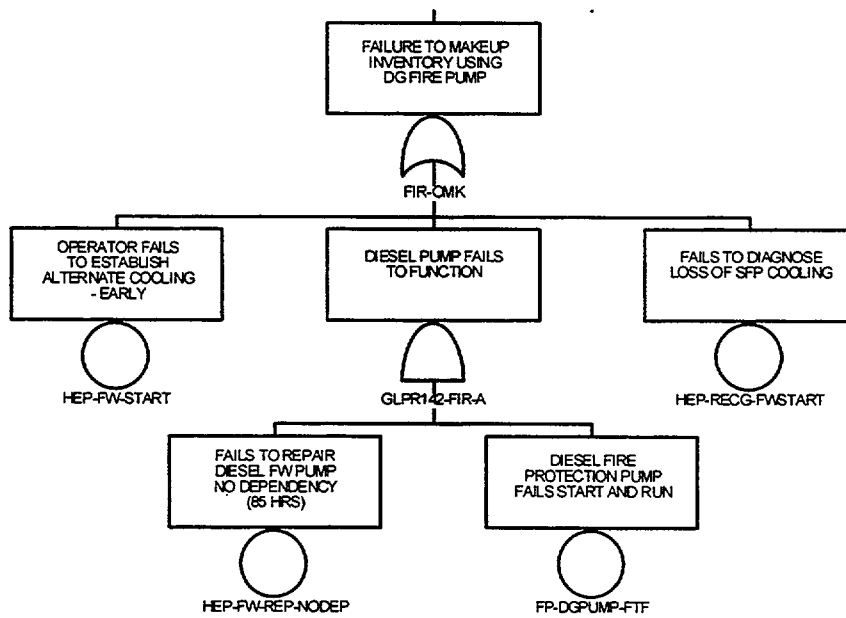 FAILURE TO MAKEUP
INVENTORY USING
DG FIRE PUMP
FIR-OMK
OPERATOR FAILS
TO ESTABLISH
ALTERNATE COOLING
- EARLY
HEP-FW-START
DIESEL PUMP FAILS
TO FUNCTION
GLPR142-FIR-A
FAILS TO DIAGNOSE
LOSS OF SFP COOLING
HEP-RECG-FWSTART
FAILS TO REPAIR
DIESEL FW PUMP
NO DEPENDENCY
(85 HRS)
HEP-FW-REP-NODEP
DIESEL FIRE
PROTECTION PUMP
FAILS START AND RUN
FP-DGPUMP-FTF